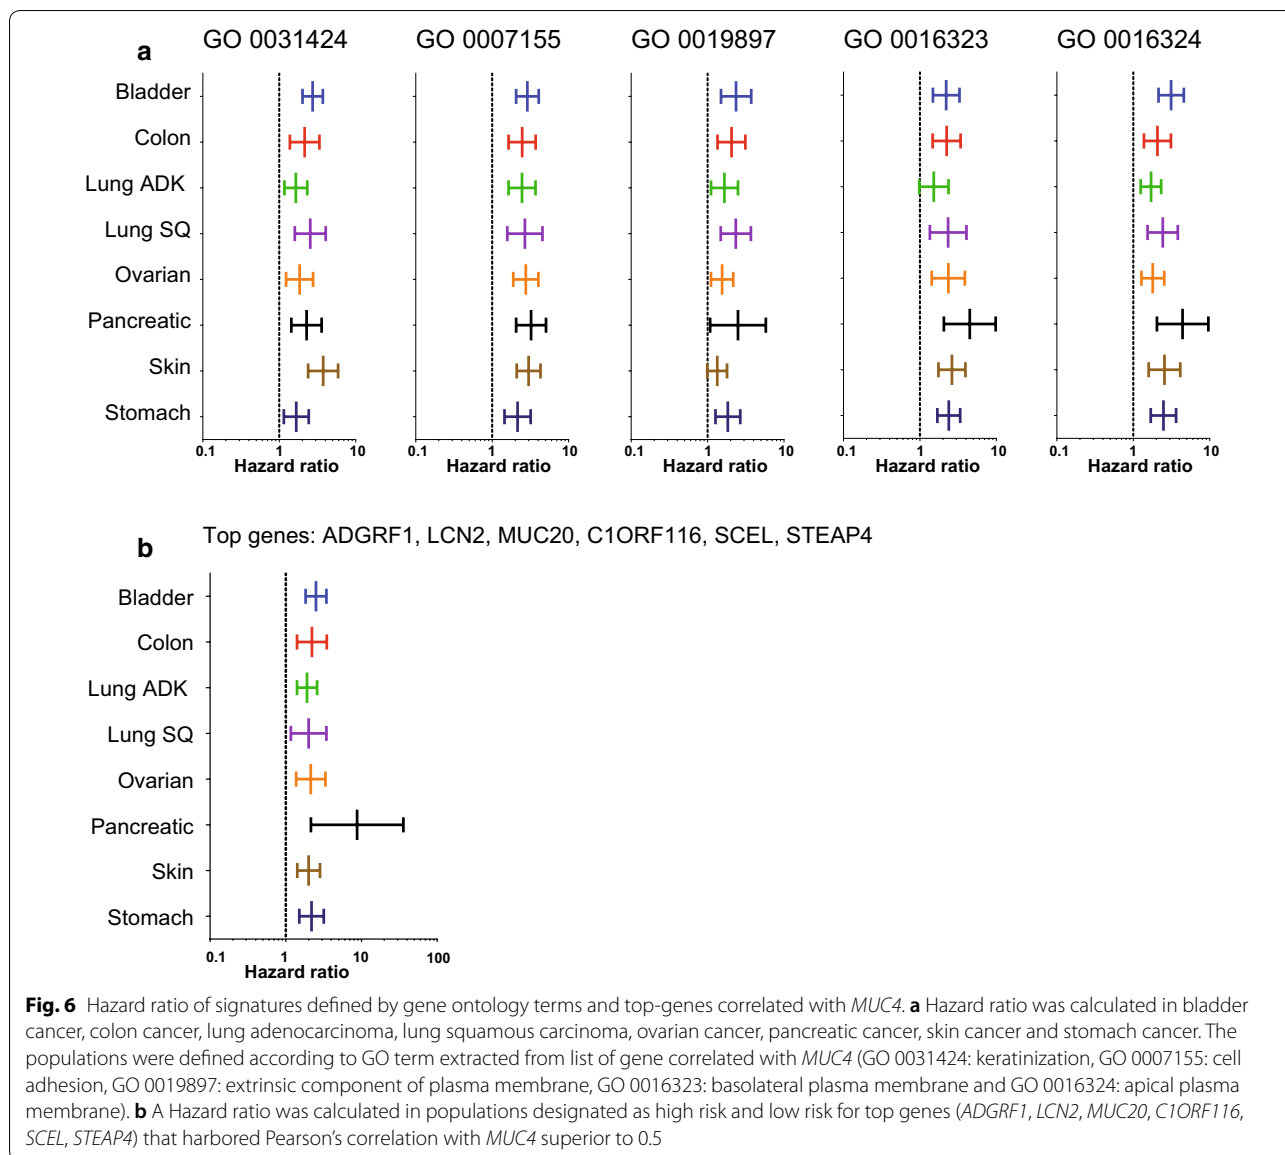 a
GO 0031424 GO 0007155 GO 0019897 GO 0016323 GO 0016324
Bladder
Colon
Lung ADK
Lung SQ
Ovarian
Pancreatic
Skin
Stomach
0.1 1 10 0.1 1 10 0.1 1 10 0.1 1 10 0.1 1 10
Hazard ratio Hazard ratio Hazard ratio Hazard ratio Hazard ratio
b
Top genes: ADGRF1, LCN2, MUC20, C1ORF116, SCEL, STEAP4
Bladder
Colon
Lung ADK
Lung SQ
Ovarian
Pancreatic
Skin
Stomach
0.1 1 10 100
Hazard ratio
Fig. 6 Hazard ratio of signatures defined by gene ontology terms and top-genes correlated with MUC4. a Hazard ratio was calculated in bladder
cancer, colon cancer, lung adenocarcinoma, lung squamous carcinoma, ovarian cancer, pancreatic cancer, skin cancer and stomach cancer. The
populations were defined according to GO term extracted from list of gene correlated with MUC4 (GO 0031424: keratinization, GO 0007155: cell
adhesion, GO 0019897: extrinsic component of plasma membrane, GO 0016323: basolateral plasma membrane and GO 0016324: apical plasma
membrane). b A Hazard ratio was calculated in populations designated as high risk and low risk for top genes (ADGRF1, LCN2, MUC20, C1ORF116,
SCEL, STEAP4) that harbored Pearson's correlation with MUC4 superior to 0.5